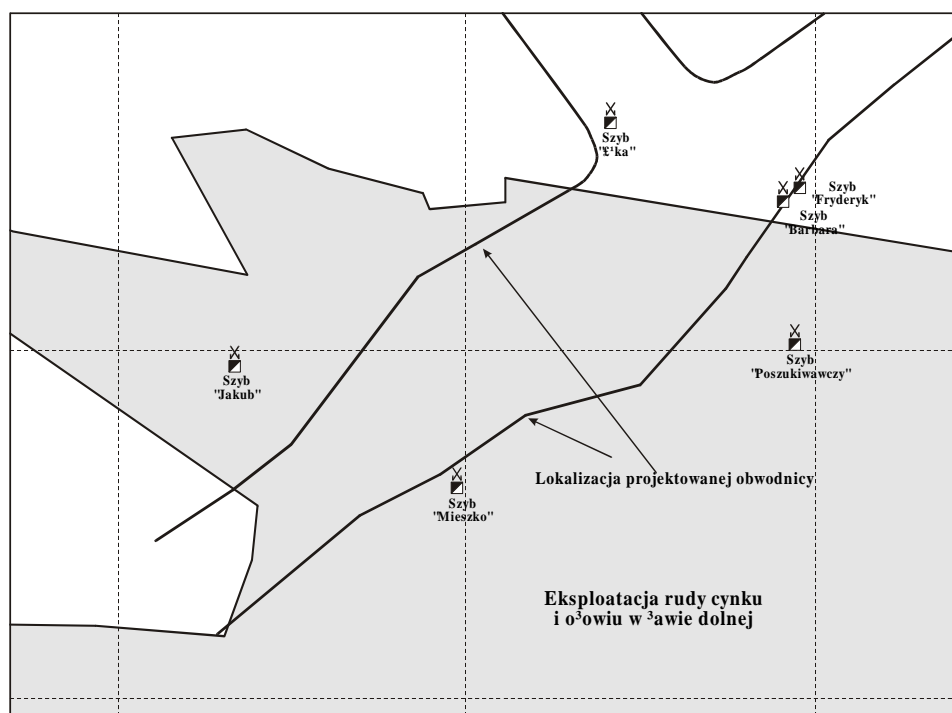 Szyb
"£¹ka"
Szyb
"Fryderyk"
Szyb
"Barbara"
Szyb
"Poszukiwawczy"
Szyb
"Jakub"
Lokalizacja projektowanej obwodnicy
Szyb
"Mieszko"
Eksploatacja rudy cynku
i o³owiu w ³awie dolnej